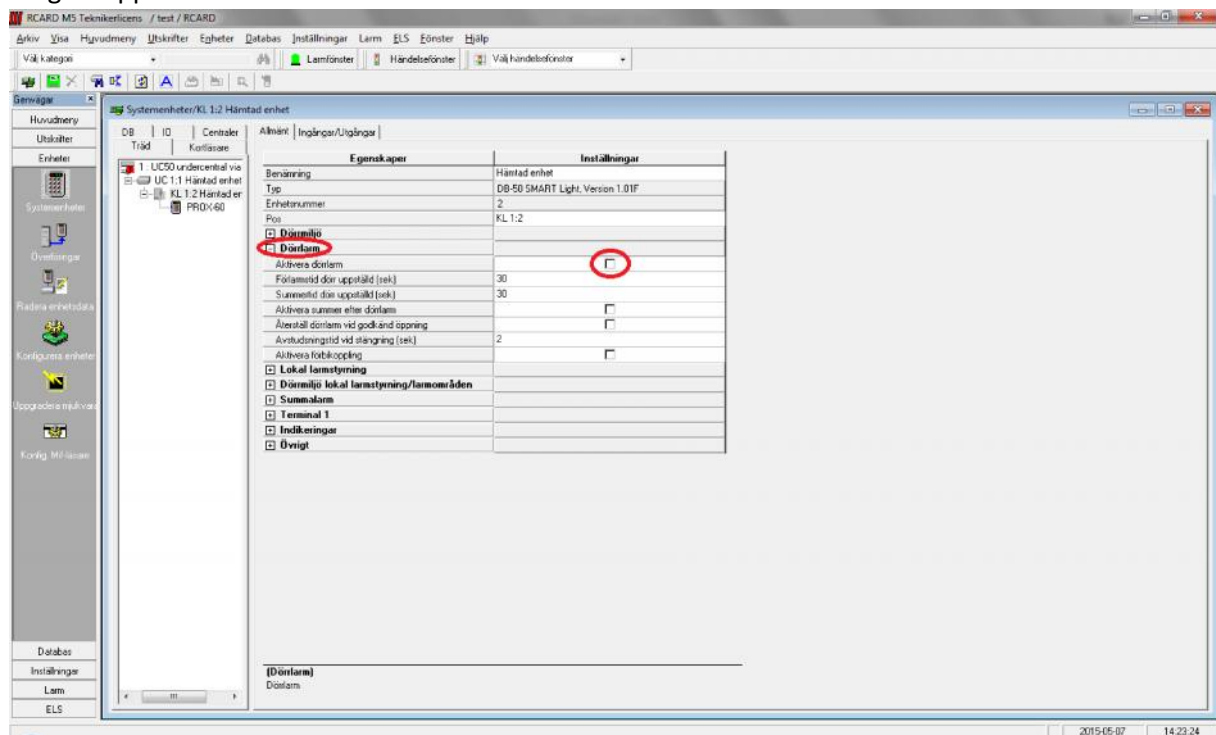 RCARD M5 Teknikerlicens / test / RCARD
Arkiv Visa Huvudmeny Utskrifter Enheter Databas Inställningar Larm ELS Fönster Hjälp
Välj kategori Larmfönster Händelsefönster Välj händelsefönster
Genvägar
Huvudmeny
Utskrifter
Enheter
Systemenheter
Överföringar
Radera enhetsdata
Konfigurera enheter
Uppgradera mjukvara
Konfig. Mif-läsare
Databas
Inställningar
Larm
ELS
Systemenheter/KL 1:2 Hämtad enhet
DB IO Centraler
Träd Kortläsare
1 : UC50 undercentral via
UC 1:1 Hämtad enhet
KL 1:2 Hämtad er
PROX-60
Allmänt Ingångar/Utgångar
Egenskaper Inställningar
Benämning Hämtad enhet
Typ DB-50 SMART Light, Version 1.01F
Enhetsnummer 2
Pos KL 1:2
Dörrmiljö
Dörrlarm
Aktivera dörrlarm
Förlarmstid dörr uppställd (sek) 30
Summertid dörr uppställd (sek) 30
Aktivera summer efter dörrlarm
Återställ dörrlarm vid godkänd öppning
Avstudsningstid vid stängning (sek) 2
Aktivera förbikoppling
Lokal larmstyrning
Dörrmiljö lokal larmstyrning/larmområden
Summalarm
Terminal 1
Indikeringar
Övrigt
(Dörrlarm)
Dörrlarm
2015-05-07 14:23:24